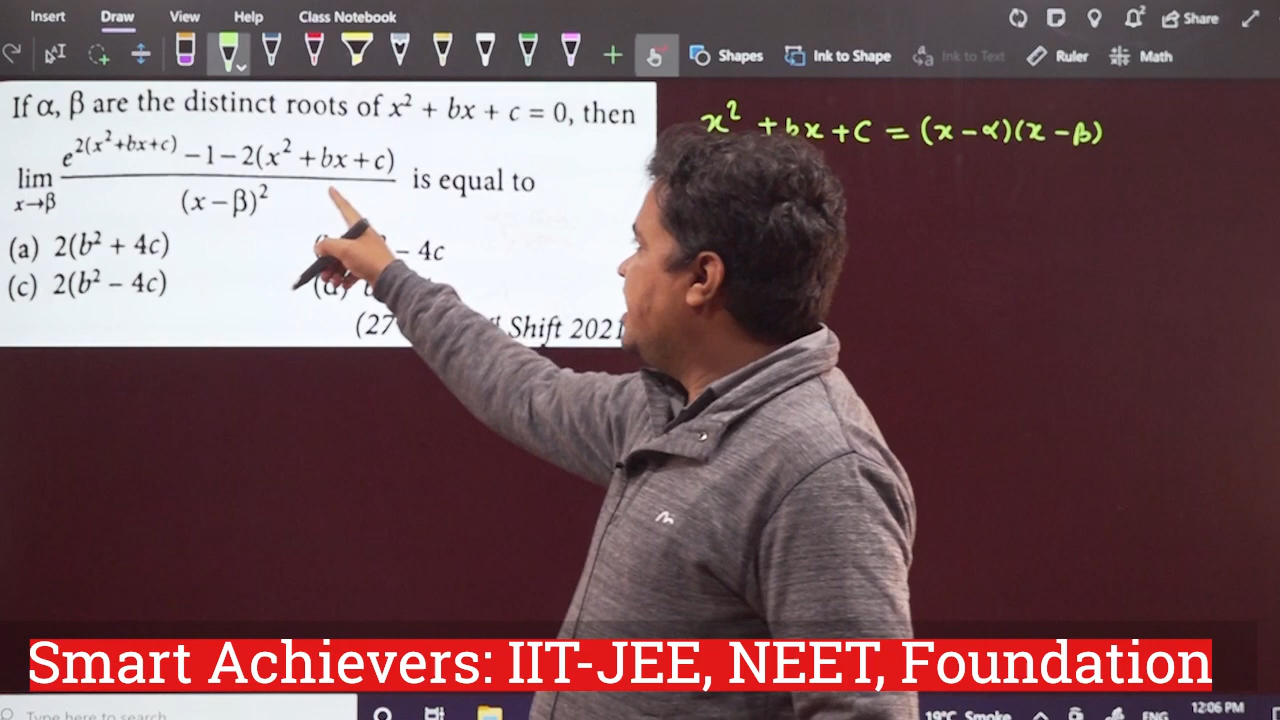 Insert Draw View Help Class Notebook
Share
Shapes Ink to Shape Ink to Text Ruler Math
If α, β are the distinct roots of x² + bx + c = 0, then
lim x→β (e^{2(x²+bx+c)} − 1 − 2(x² + bx + c)) / (x − β)² is equal to
(a) 2(b² + 4c) − 4c
(c) 2(b² − 4c)
(27 Shift 2021
x² + bx + c = (x − α)(x − β)
Smart Achievers: IIT-JEE, NEET, Foundation
Type here to search
19°C Smoke ENG 12:06 PM